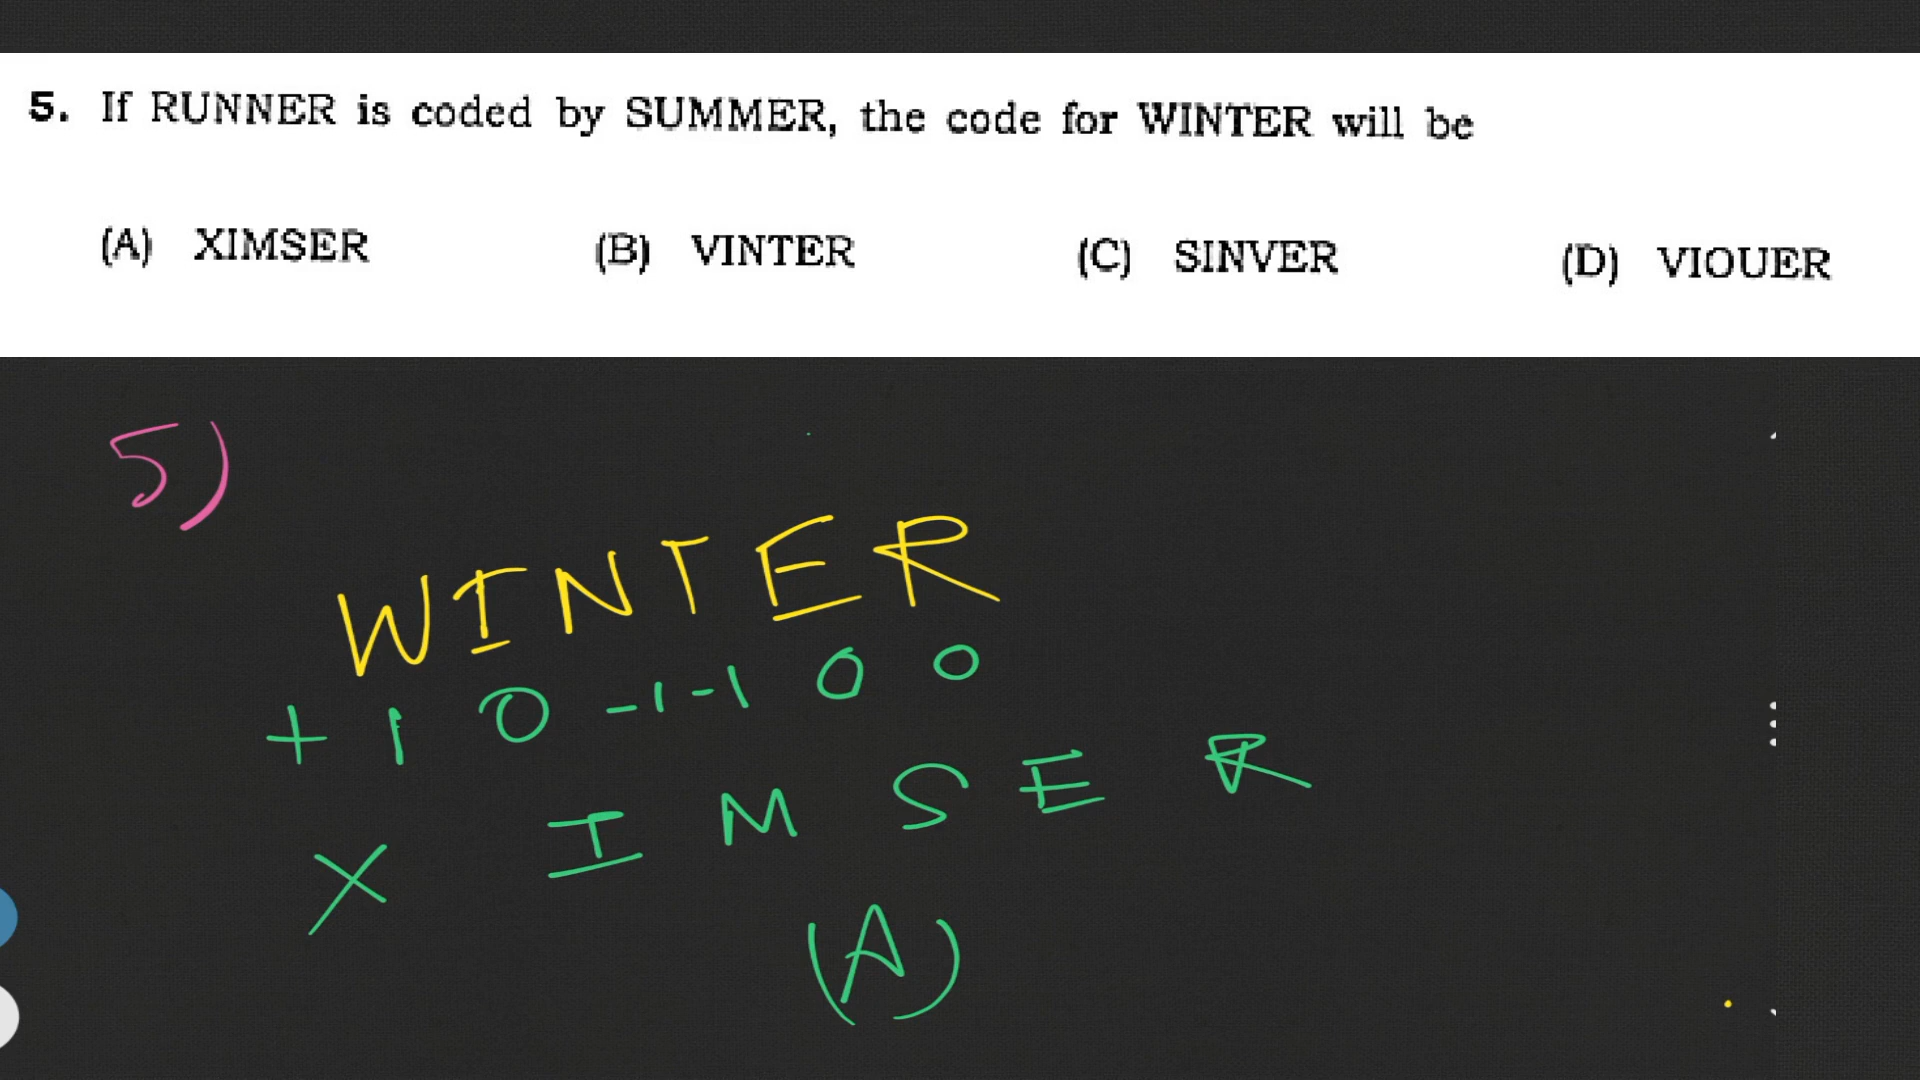 5. If RUNNER is coded by SUMMER, the code for WINTER will be
(A) XIMSER (B) VINTER (C) SINVER (D) VIOUER
5)
WINTER
+1 0 -1 -1 0 0
X I M S E R
(A)